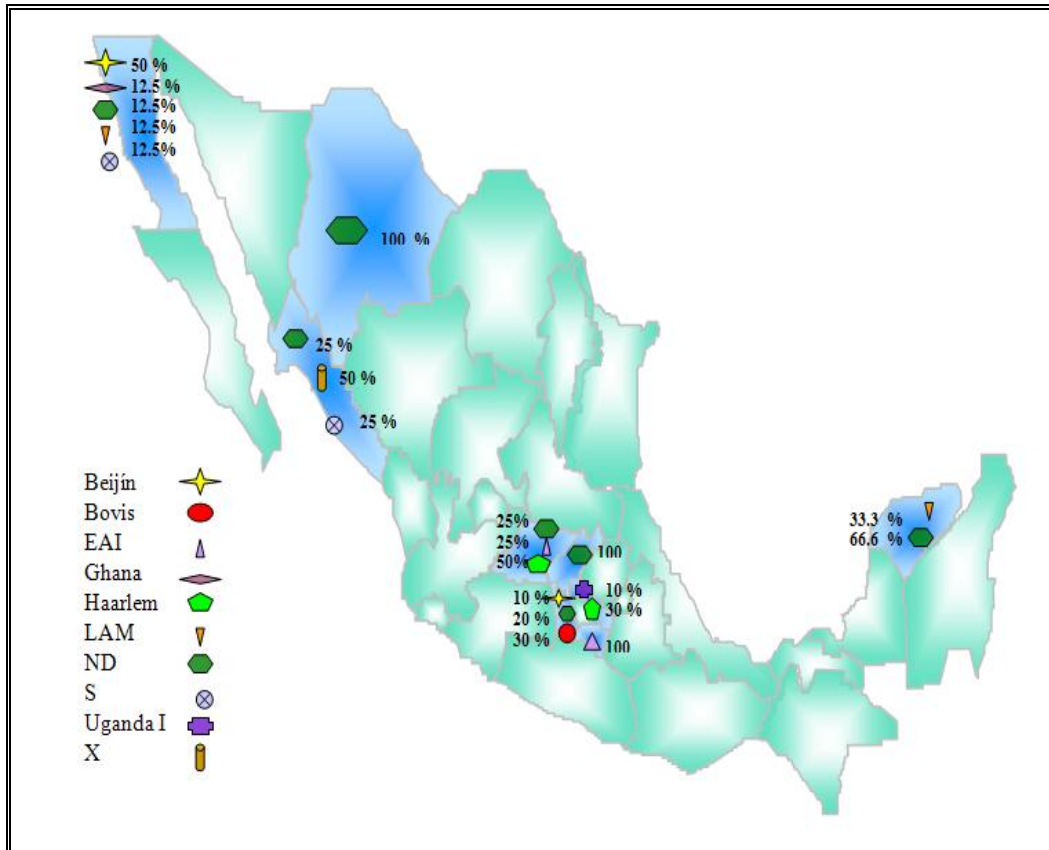 50 %
12.5 %
12.5%
12.5%
12.5%
100 %
25 %
50 %
25 %
Beijín
Bovis
EAI
Ghana
Haarlem
LAM
ND
S
Uganda I
X
25%
25%
50%
100
10 %
20 %
30 %
10 %
30 %
100
33.3 %
66.6 %